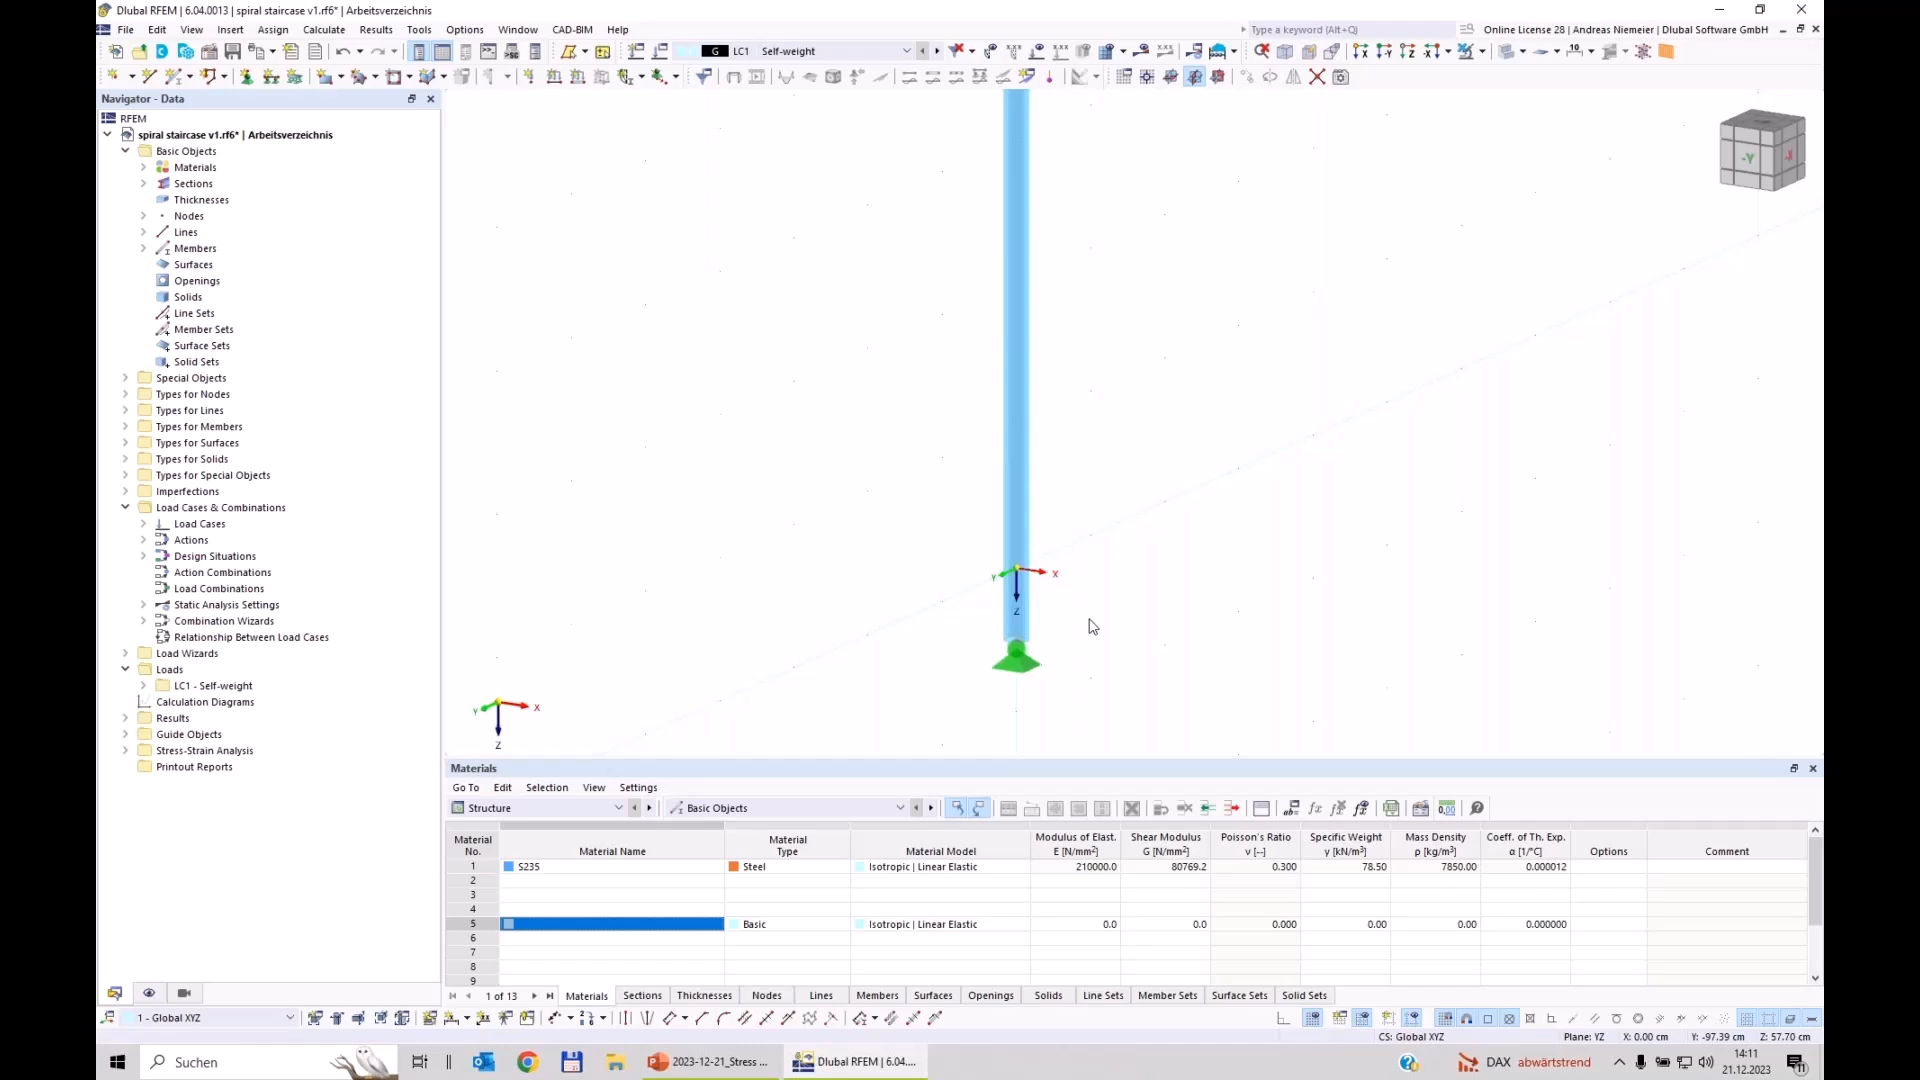 Dlubal RFEM | 6.04.0013 | spiral staircase v1.rf6* | Arbeitsverzeichnis
File Edit View Insert Assign Calculate Results Tools Options Window CAD-BIM Help
Type a keyword (Alt+Q)
Online License 28 | Andreas Niemeier | Dlubal Software GmbH
G LC1 Self-weight
Navigator - Data
RFEM
spiral staircase v1.rf6* | Arbeitsverzeichnis
Basic Objects
Materials
Sections
Thicknesses
Nodes
Lines
Members
Surfaces
Openings
Solids
Line Sets
Member Sets
Surface Sets
Solid Sets
Special Objects
Types for Nodes
Types for Lines
Types for Members
Types for Surfaces
Types for Solids
Types for Special Objects
Imperfections
Load Cases & Combinations
Load Cases
Actions
Design Situations
Action Combinations
Load Combinations
Static Analysis Settings
Combination Wizards
Relationship Between Load Cases
Load Wizards
Loads
LC1 - Self-weight
Calculation Diagrams
Results
Guide Objects
Stress-Strain Analysis
Printout Reports
-Y
-X
Y X
Z
Y X
Z
Materials
Go To Edit Selection View Settings
Structure Basic Objects
Material No. Material Name Material Type Material Model Modulus of Elast. E [N/mm²] Shear Modulus G [N/mm²] Poisson's Ratio ν [--] Specific Weight γ [kN/m³] Mass Density ρ [kg/m³] Coeff. of Th. Exp. α [1/°C] Options Comment
1 S235 Steel Isotropic | Linear Elastic 210000.0 80769.2 0.300 78.50 7850.00 0.000012
2
3
4
5 Basic Isotropic | Linear Elastic 0.0 0.0 0.000 0.00 0.00 0.000000
6
7
8
9
1 of 13 Materials Sections Thicknesses Nodes Lines Members Surfaces Openings Solids Line Sets Member Sets Surface Sets Solid Sets
1 - Global XYZ
CS: Global XYZ Plane: YZ X: 0.00 cm Y: -97.39 cm Z: 57.70 cm
Suchen
2023-12-21_Stress ...
Dlubal RFEM | 6.04....
DAX abwärtstrend
14:11
21.12.2023